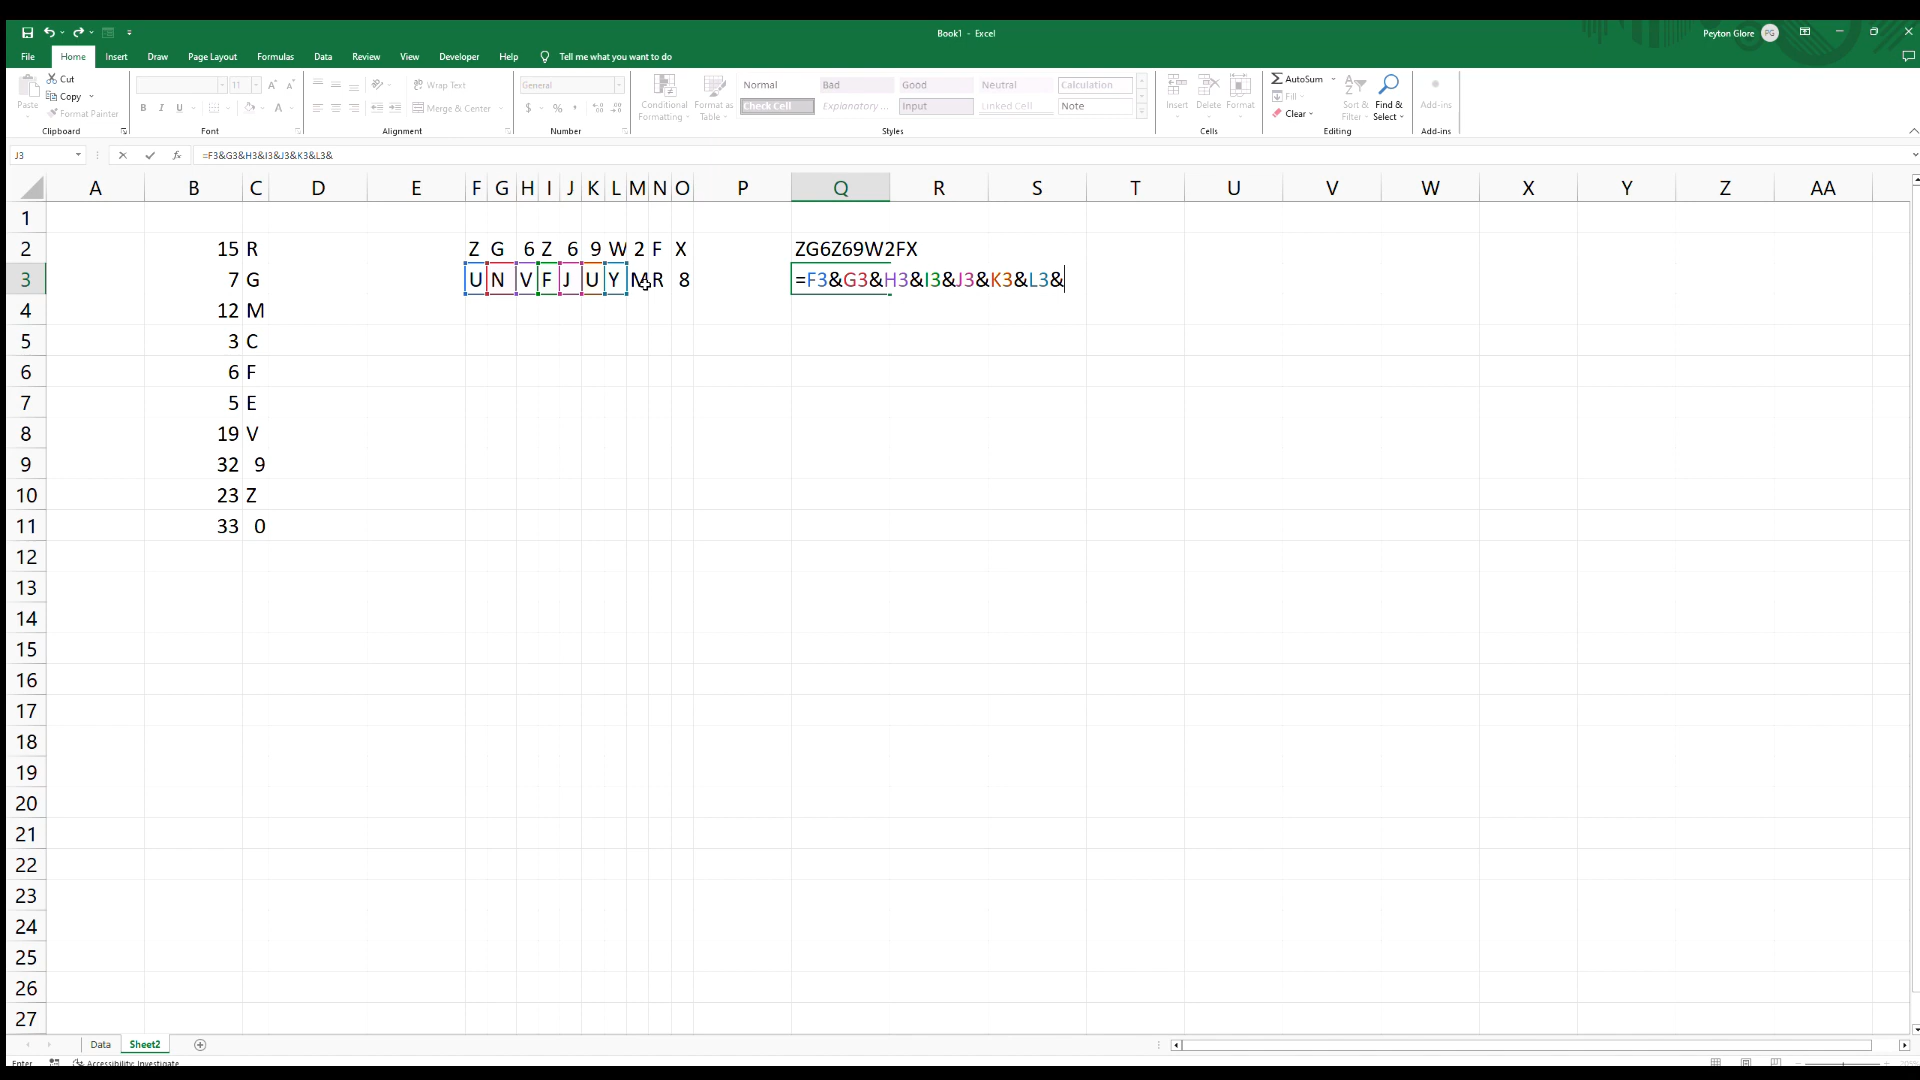 Book1 - Excel
Peyton Glore PG
File Home Insert Draw Page Layout Formulas Data Review View Developer Help Tell me what you want to do
Paste
Cut
Copy
Format Painter
Clipboard
11 A A
B I U A
Font
Wrap Text
Merge & Center
Alignment
General
$ % ,
Number
Conditional Formatting
Format as Table
Normal Bad Good Neutral Calculation
Check Cell Explanatory ... Input Linked Cell Note
Styles
Insert Delete Format
Cells
AutoSum
Fill
Clear
Sort & Filter
Find & Select
Editing
Add-ins
Add-ins
J3 fx =F3&G3&H3&I3&J3&K3&L3&
A B C D E F G H I J K L M N O P Q R S T U V W X Y Z AA
1
2 15 R Z G 6 Z 6 9 W 2 F X ZG6Z69W2FX
3 7 G U N V F J U Y M R 8 =F3&G3&H3&I3&J3&K3&L3&
4 12 M
5 3 C
6 6 F
7 5 E
8 19 V
9 32 9
10 23 Z
11 33 0
12
13
14
15
16
17
18
19
20
21
22
23
24
25
26
27
Data Sheet2
Enter Accessibility: Investigate